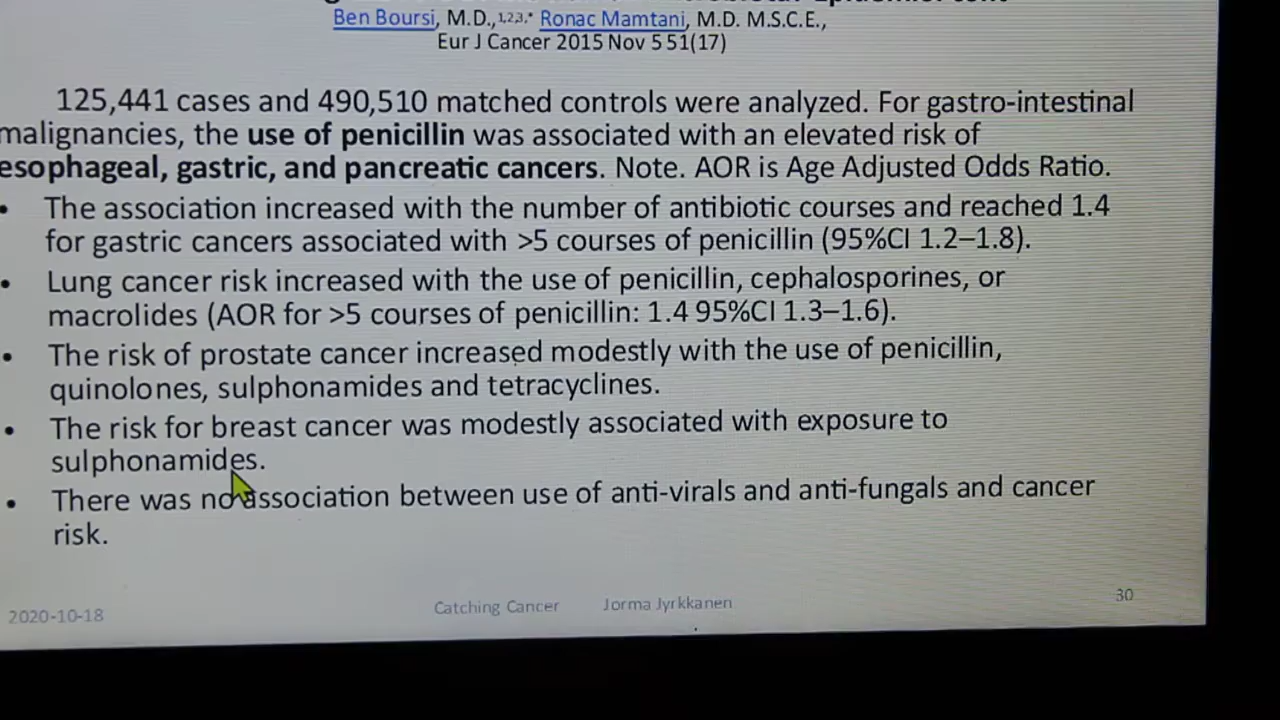 Ben Boursi, M.D.,1,2,3,* Ronac Mamtani, M.D. M.S.C.E.,
Eur J Cancer 2015 Nov 5 51(17)
125,441 cases and 490,510 matched controls were analyzed. For gastro-intestinal
malignancies, the use of penicillin was associated with an elevated risk of
esophageal, gastric, and pancreatic cancers. Note. AOR is Age Adjusted Odds Ratio.
• The association increased with the number of antibiotic courses and reached 1.4
for gastric cancers associated with >5 courses of penicillin (95%CI 1.2–1.8).
• Lung cancer risk increased with the use of penicillin, cephalosporines, or
macrolides (AOR for >5 courses of penicillin: 1.4 95%CI 1.3–1.6).
• The risk of prostate cancer increased modestly with the use of penicillin,
quinolones, sulphonamides and tetracyclines.
• The risk for breast cancer was modestly associated with exposure to
sulphonamides.
• There was no association between use of anti-virals and anti-fungals and cancer
risk.
2020-10-18 Catching Cancer Jorma Jyrkkanen 30